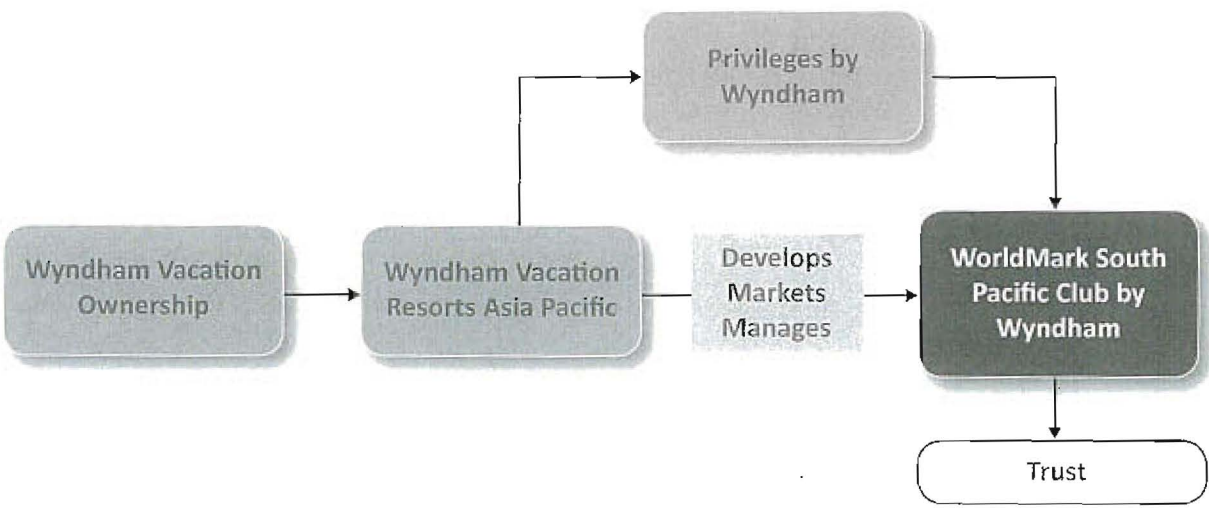 Privileges by
Wyndham
Wyndham Vacation
Ownership
Wyndham Vacation
Resorts Asia Pacific
Develops
Markets
Manages
WorldMark South
Pacific Club by
Wyndham
Trust